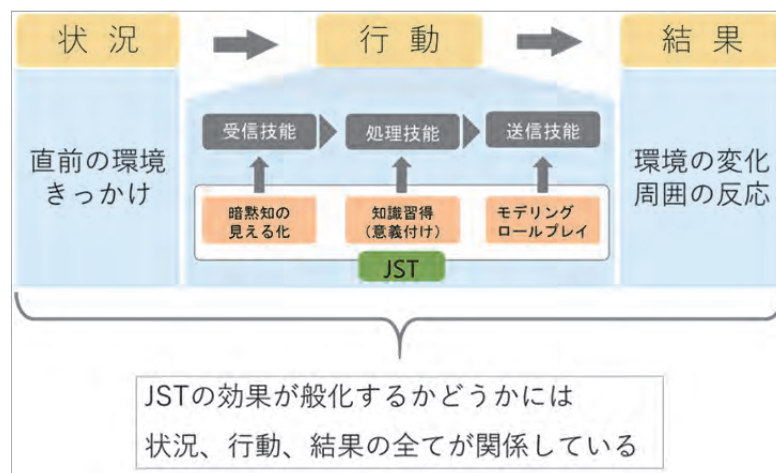 状況
行動
結果
直前の環境
きっかけ
受信技能
処理技能
送信技能
暗黙知の
見える化
知識習得
(意義付け)
モデリング
ロールプレイ
JST
環境の変化
周囲の反応
JSTの効果が般化するかどうかには
状況、行動、結果の全てが関係している